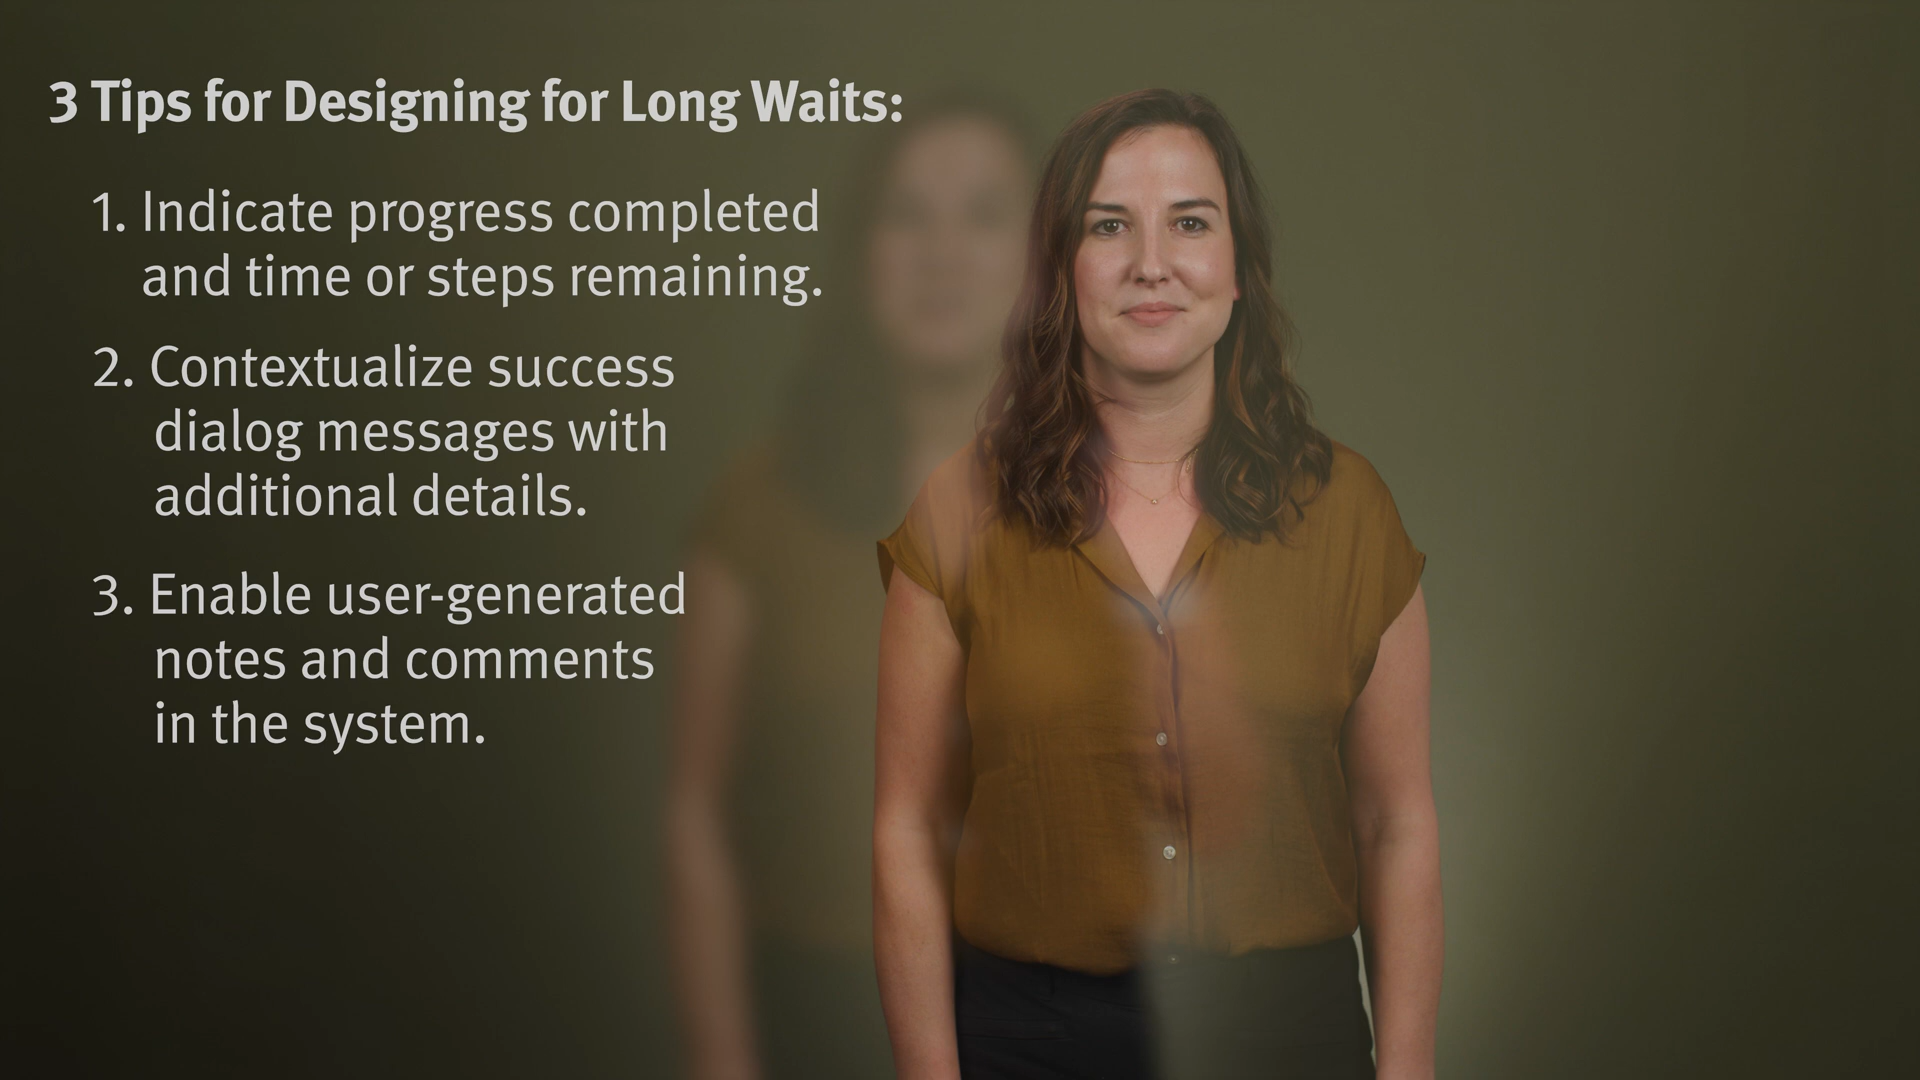 3 Tips for Designing for Long Waits:
1. Indicate progress completed
and time or steps remaining.
2. Contextualize success
dialog messages with
additional details.
3. Enable user-generated
notes and comments
in the system.